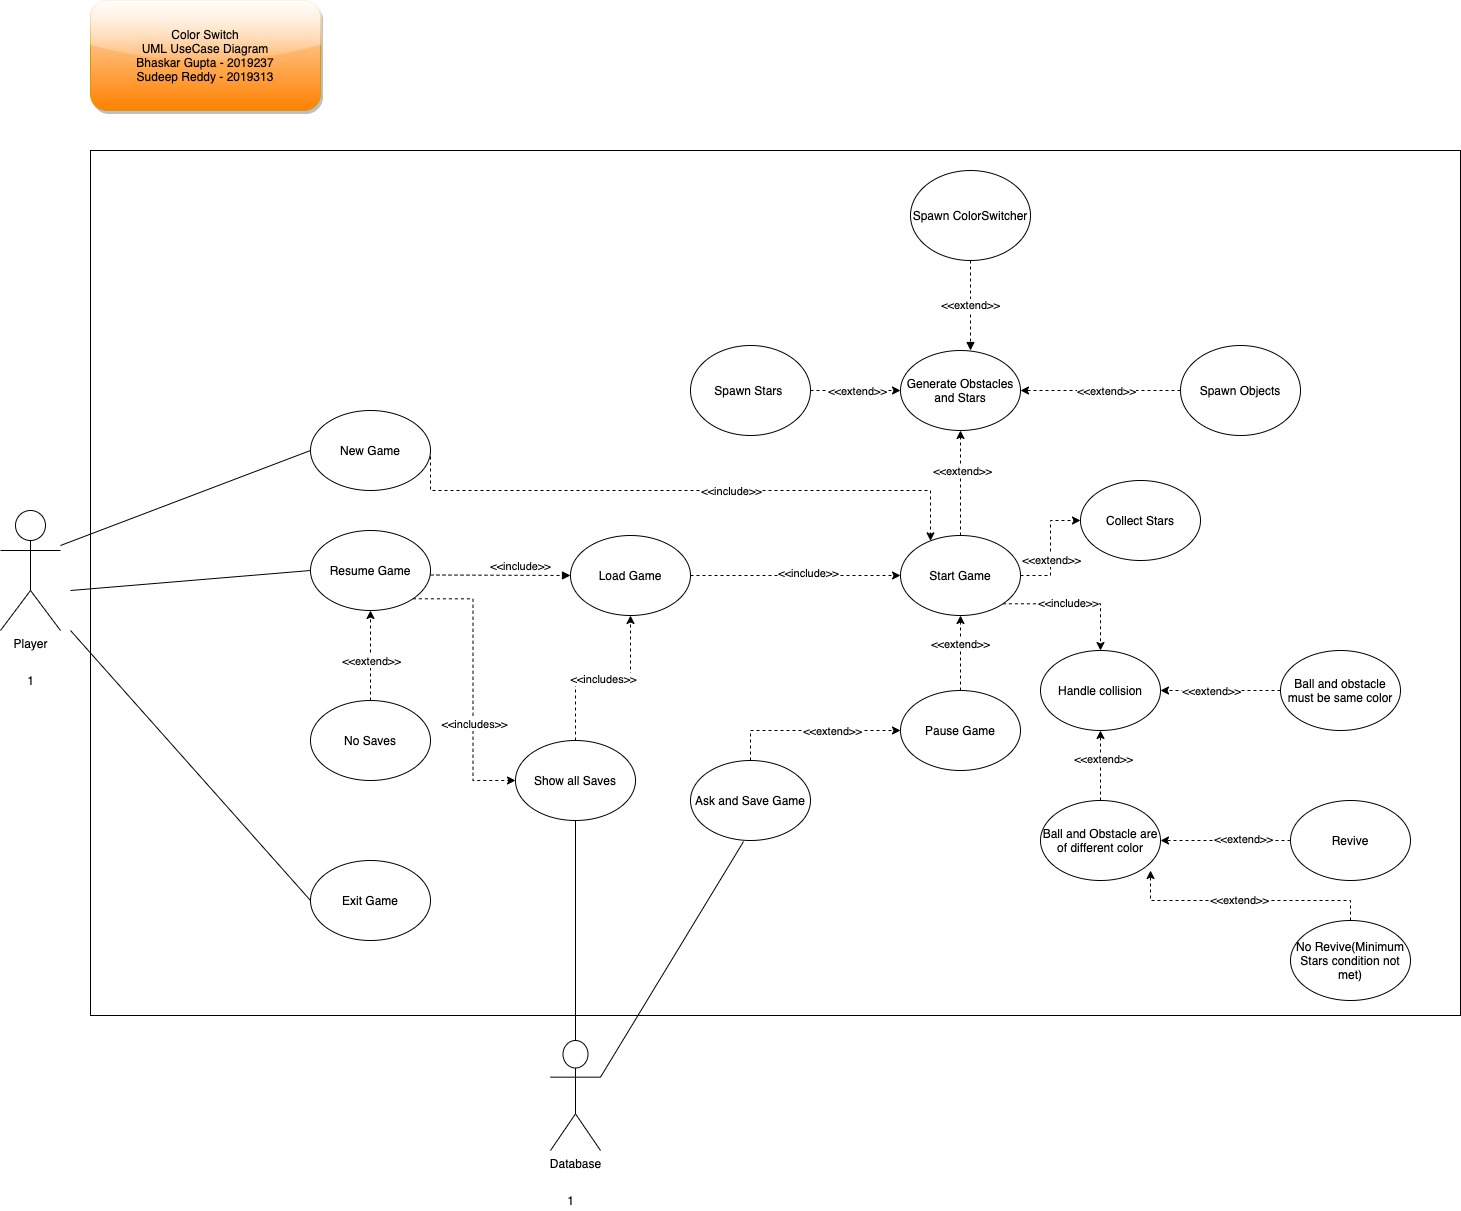 Color Switch
UML UseCase Diagram
Bhaskar Gupta - 2019237
Sudeep Reddy - 2019313
Spawn ColorSwitcher
<<extend>>
Spawn Stars
<<extend>>
Generate Obstacles
and Stars
<<extend>>
Spawn Objects
New Game
<<extend>>
<<include>>
Collect Stars
Resume Game
<<include>>
Load Game
<<include>>
Start Game
<<extend>>
<<include>>
Player
1
<<extend>>
<<includes>>
<<extend>>
Handle collision
<<extend>>
Ball and obstacle
must be same color
No Saves
<<includes>>
Show all Saves
<<extend>>
Pause Game
<<extend>>
Ask and Save Game
Ball and Obstacle are
of different color
<<extend>>
Revive
Exit Game
<<extend>>
No Revive(Minimum
Stars condition not
met)
Database
1